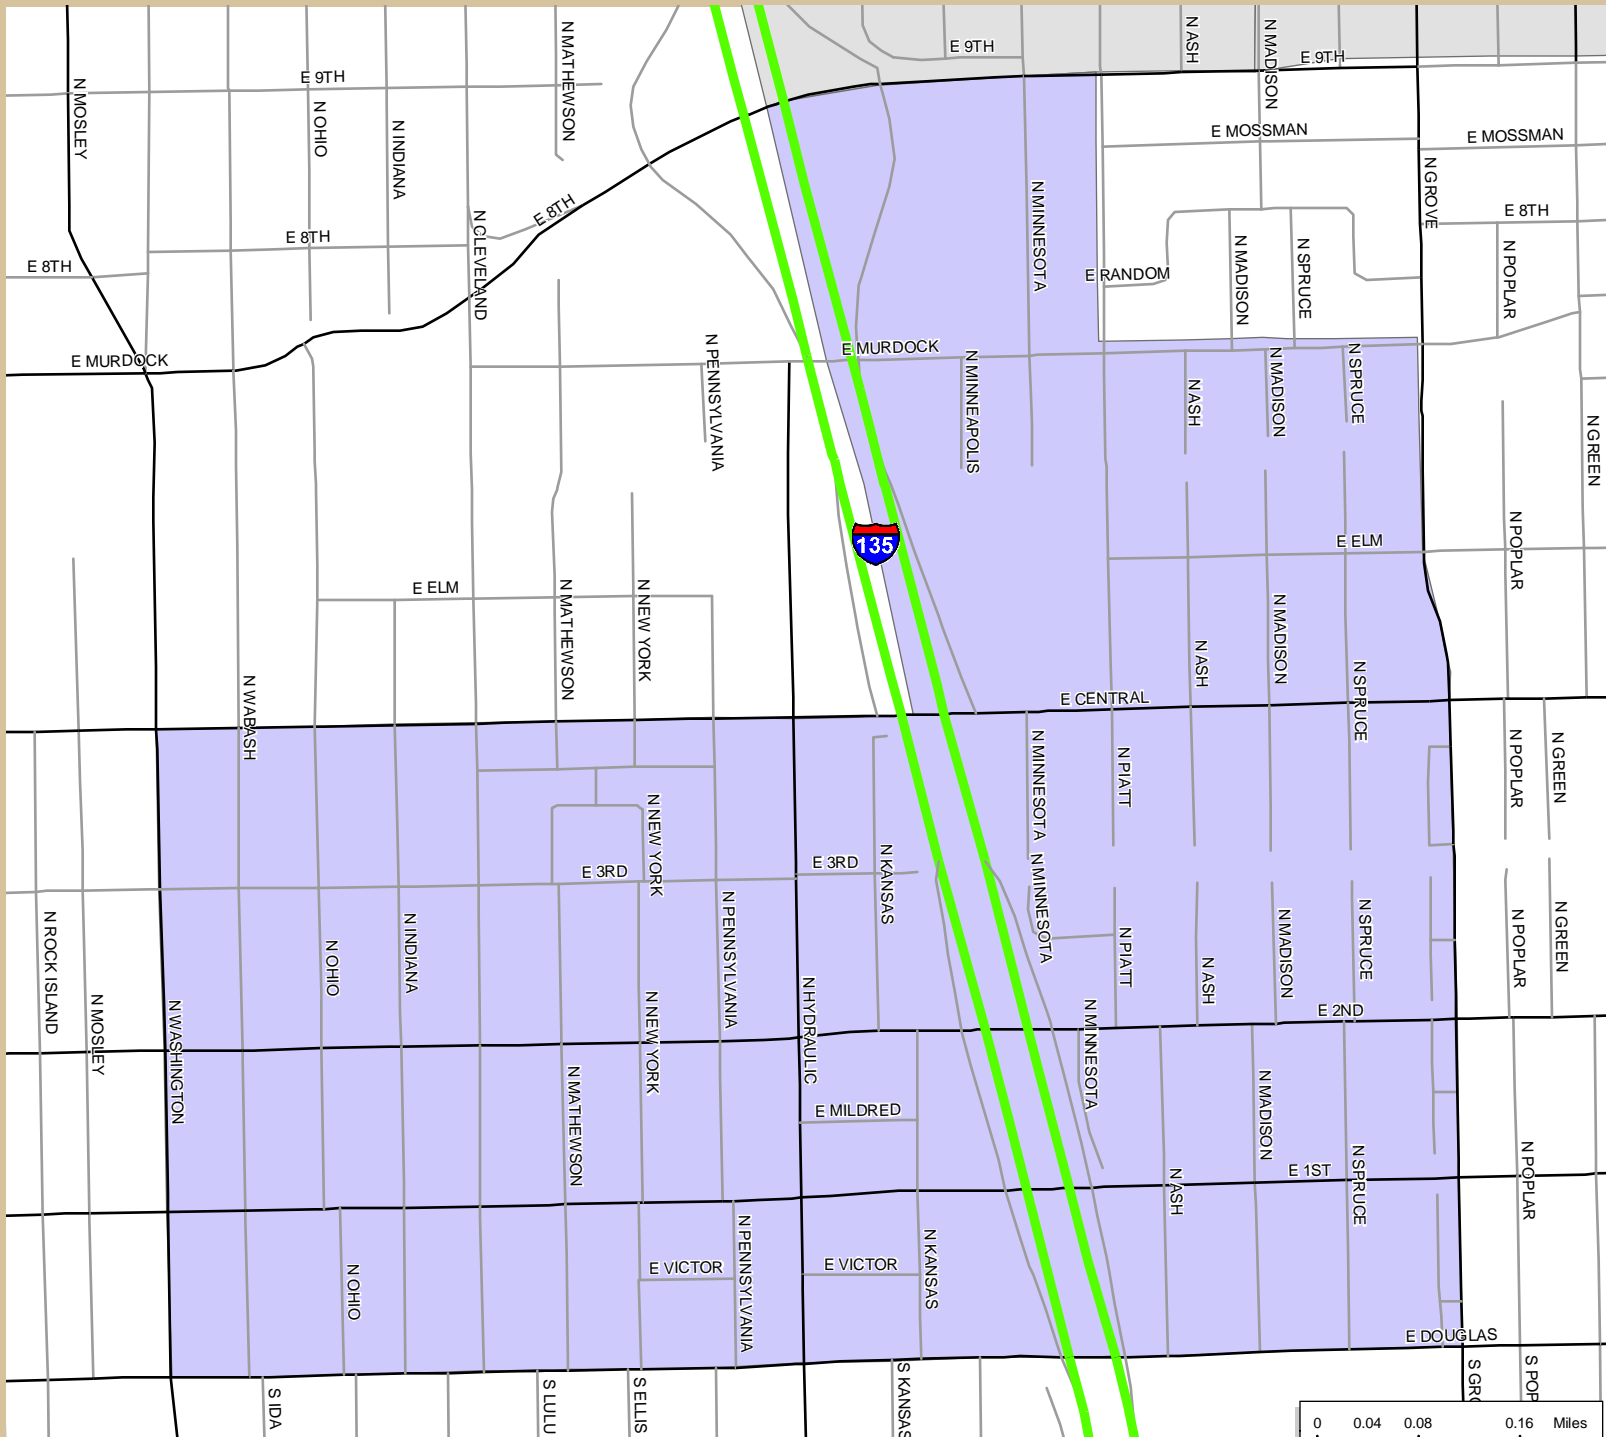 N MOSLEY
E 9TH
N OHIO
N INDIANA
N MATHEWSON
N CLEVELAND
E 8TH
E 8TH
E 8TH
E 9TH
N ASH
N MADISON
E 9TH
E MOSSMAN
E MOSSMAN
N GROVE
E 8TH
N POPLAR
N MINNESOTA
E RANDOM
N MADISON
N SPRUCE
E MURDOCK
N PENNSYLVANIA
E MURDOCK
N MINNEAPOLIS
N ASH
N MADISON
N SPRUCE
N GREEN
135
E ELM
N POPLAR
E ELM
N MATHEWSON
N NEW YORK
N MADISON
N ASH
N SPRUCE
N WABASH
E CENTRAL
N MINNESOTA
N PIATT
N POPLAR
N GREEN
N NEW YORK
E 3RD
E 3RD
N KANSAS
N MINNESOTA
N ROCK ISLAND
N MOSLEY
N WASHINGTON
N OHIO
N INDIANA
N PENNSYLVANIA
N NEW YORK
N HYDRAULIC
N PIATT
N ASH
N MADISON
N SPRUCE
N POPLAR
N GREEN
E 2ND
N MINNESOTA
N MATHEWSON
E MILDRED
N MADISON
E 1ST
N ASH
N SPRUCE
N POPLAR
N OHIO
E VICTOR
N PENNSYLVANIA
E VICTOR
N KANSAS
E DOUGLAS
S IDA
S LULU
S ELLIS
S KANSAS
S GRO
S POP
0 0.04 0.08 0.16 Miles